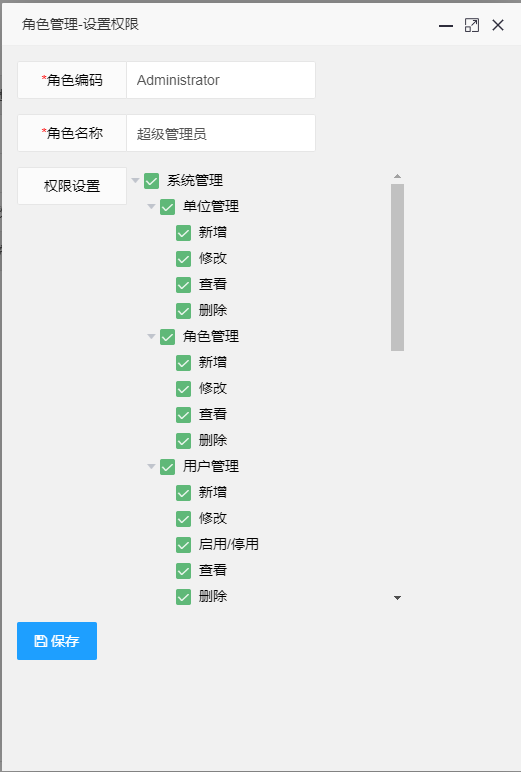 角色管理-设置权限
*角色编码 Administrator
*角色名称 超级管理员
权限设置 系统管理
单位管理
新增
修改
查看
删除
角色管理
新增
修改
查看
删除
用户管理
新增
修改
启用/停用
查看
删除
保存